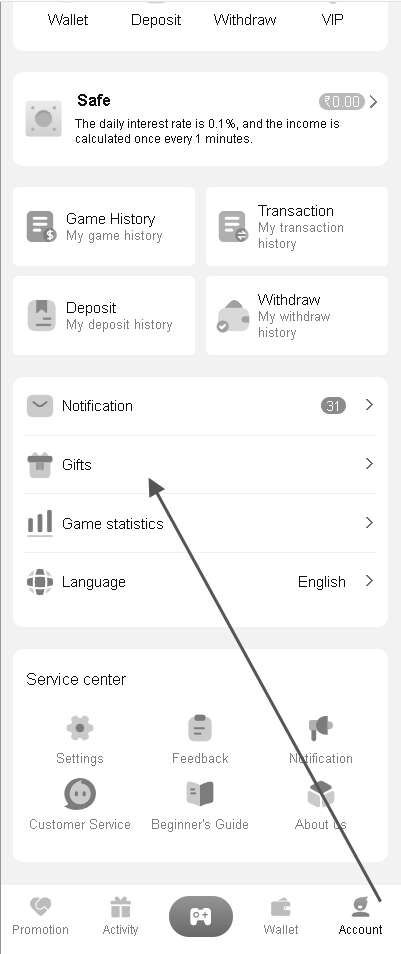 Wallet Deposit Withdraw VIP
Safe ₹0.00
The daily interest rate is 0.1%, and the income is
calculated once every 1 minutes.
Game History
My game history
Transaction
My transaction
history
Deposit
My deposit history
Withdraw
My withdraw
history
Notification 31
Gifts
Game statistics
Language English
Service center
Settings Feedback Notification
Customer Service Beginner's Guide About us
Promotion Activity Wallet Account